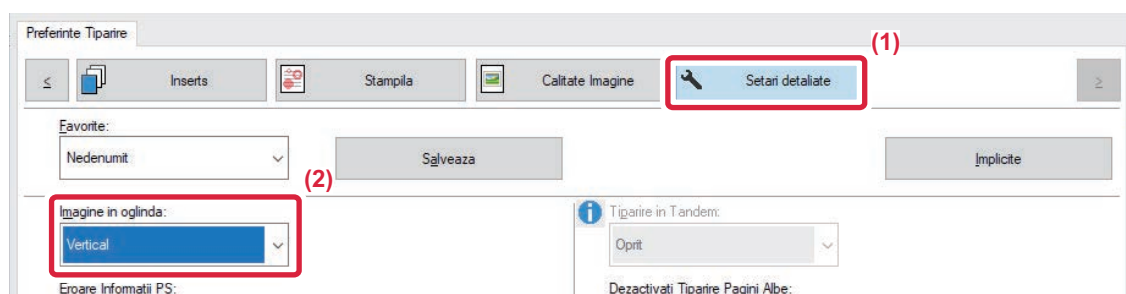 Preferinte Tiparire
(1)
< Inserts Stampila Calitate Imagine Setari detaliate >
Favorite:
Nedenumit Salveaza Implicite
(2)
Imagine in oglinda: Tiparire in Tandem:
Vertical Oprit
Eroare Informatii PS: Dezactivati Tiparire Pagini Albe: